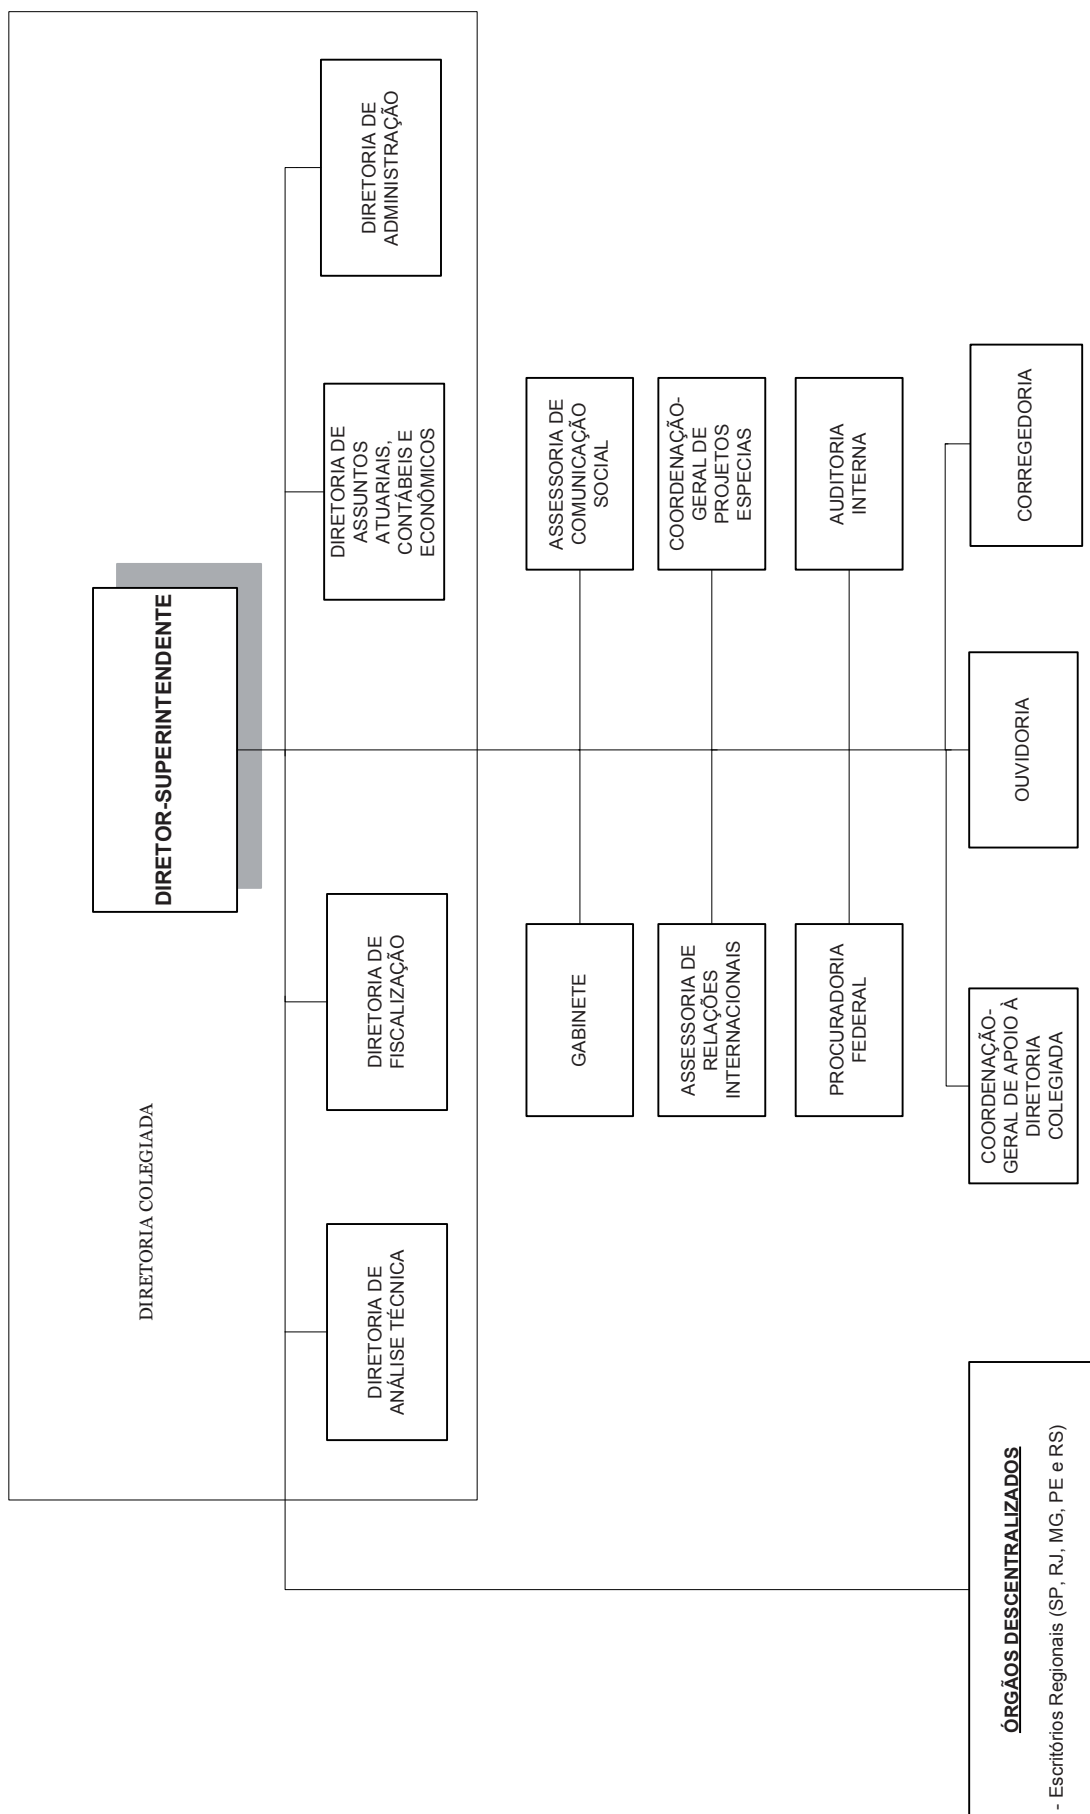 DIRETORIA COLEGIADA
DIRETOR-SUPERINTENDENTE
DIRETORIA DE
ANÁLISE TÉCNICA
DIRETORIA DE
FISCALIZAÇÃO
DIRETORIA DE
ASSUNTOS
ATUARIAIS,
CONTÁBEIS E
ECONÔMICOS
DIRETORIA DE
ADMINISTRAÇÃO
GABINETE
ASSESSORIA DE
COMUNICAÇÃO
SOCIAL
ASSESSORIA DE
RELAÇÕES
INTERNACIONAIS
COORDENAÇÃO-
GERAL DE
PROJETOS
ESPECIAS
PROCURADORIA
FEDERAL
AUDITORIA
INTERNA
ÓRGÃOS DESCENTRALIZADOS
- Escritórios Regionais (SP, RJ, MG, PE e RS)
COORDENAÇÃO-
GERAL DE APOIO À
DIRETORIA
COLEGIADA
OUVIDORIA
CORREGEDORIA